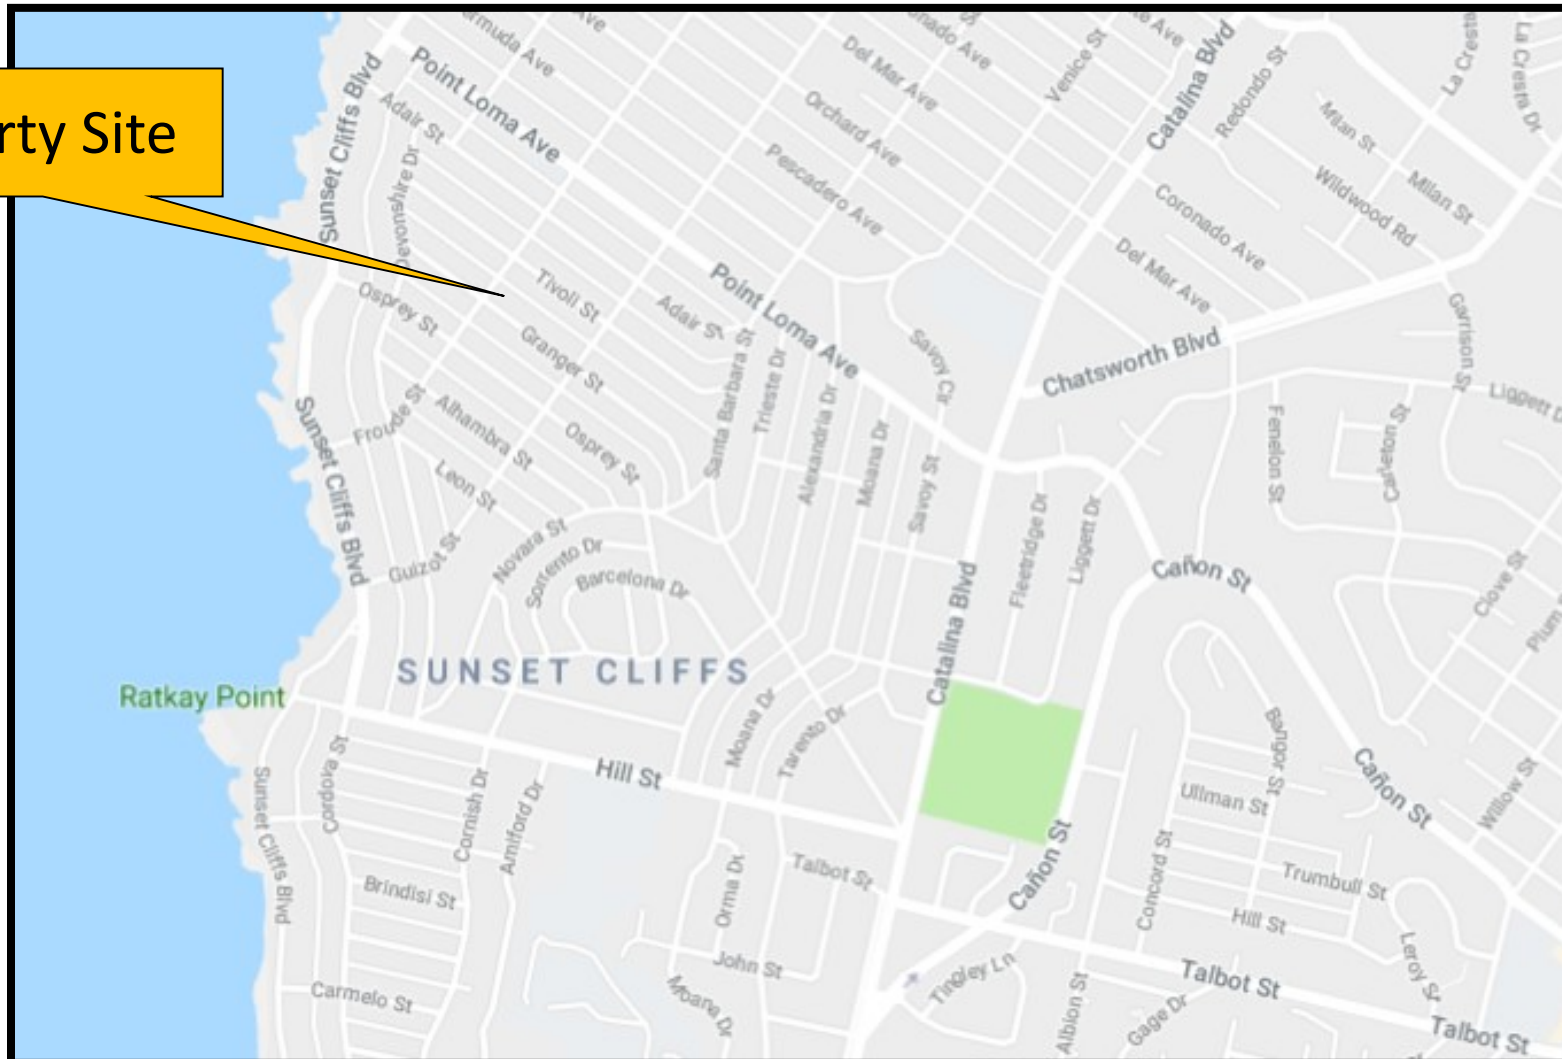 rty Site
Ave
Del Mar Ave
Venice St
Ave
Catalina Blvd
Redondo St
La Cresta Dr
Sunset Cliffs Blvd
Point Loma Ave
Adair St
Devonshire Dr
Orchard Ave
Pescadero Ave
Milan St
Wildwood Rd
Milan St
Coronado Ave
Del Mar Ave
Osprey St
Tivoli St
Granger St
Adair St
Point Loma Ave
Savoy Cir
Chatsworth Blvd
Garrison St
Sunset Cliffs Blvd
Froude St
Alhambra St
Leon St
Osprey St
Santa Barbara St
Trieste Dr
Alexandria Dr
Moana Dr
Savoy St
Fenelon St
Carleton St
Liggett D
Guizot St
Novara St
Sorrento Dr
Barcelona Dr
Catalina Blvd
Fleetridge Dr
Liggett Dr
Cañon St
Clove St
Plum
SUNSET CLIFFS
Ratkay Point
Moana Dr
Tarento Dr
Hill St
Bangor St
Cañon St
Willow St
Sunset Cliffs Blvd
Cordova St
Cornish Dr
Amiford Dr
Ullman St
Talbot St
Cañon St
Trumbull St
Brindisi St
Orma Dr
Concord St
Hill St
Leroy St
John St
Moana Dr
Tingley Ln
Talbot St
Carmelo St
Albion St
Gage Dr
Talbot St